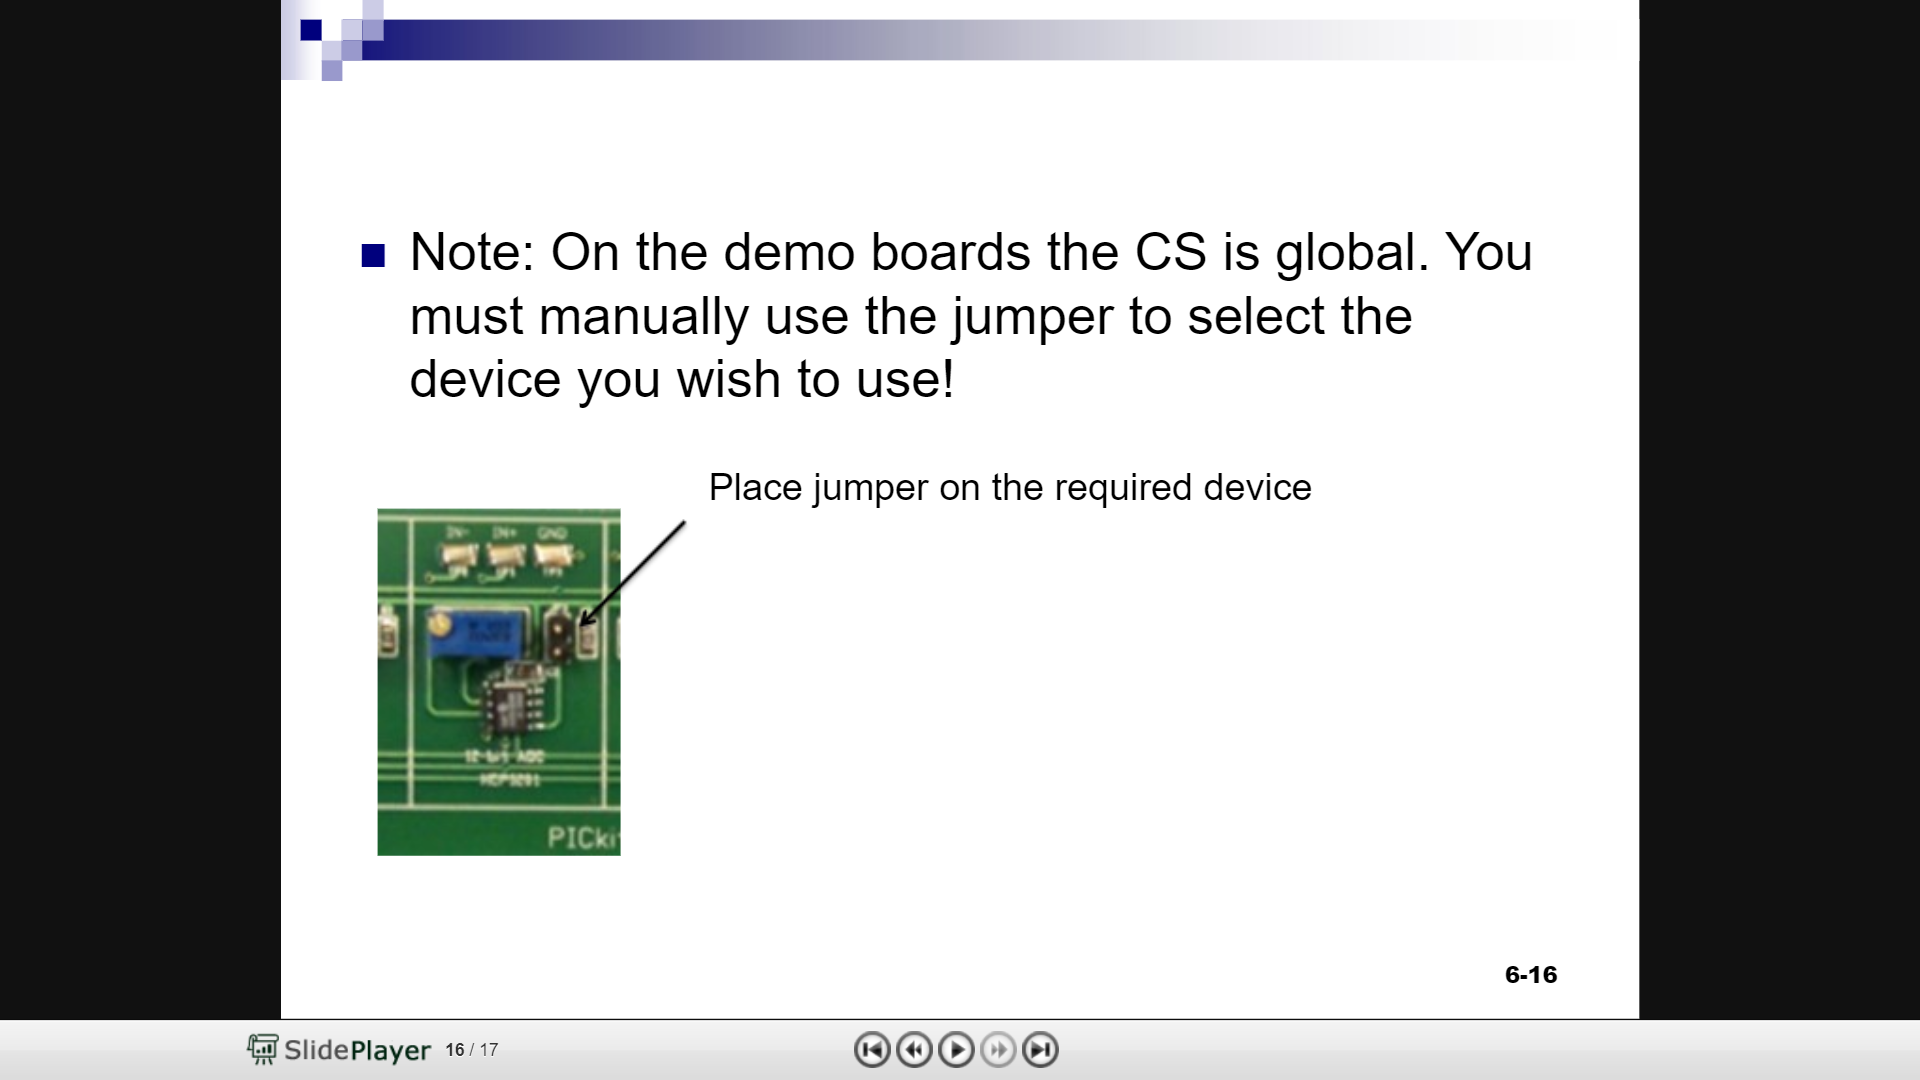 Note: On the demo boards the CS is global. You
must manually use the jumper to select the
device you wish to use!
Place jumper on the required device
IN- IN+ GND
12-bit ADC
MCP3201
PICki
6-16
SlidePlayer 16 / 17